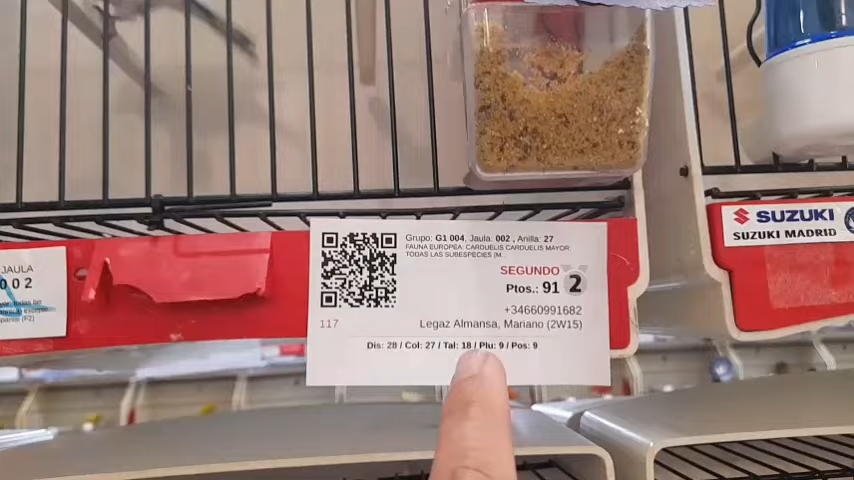 Grupo: G1 004, Jaula: 002 , Anilla: 27
FAUNA EUROPEA. CARDUELIS CARDUELIS MAYOR.
TODAS LAS SUBESPECIES (M
SEGUNDO
Ptos.: 91
2
+34660991682
117
Legaz Almansa, Mariano (2W15)
Dis: 28 / Col: 27 / Tal: 18 / Plu: 9 / Pos: 9
JAULA
002
SUZUKI
SUZUKI MADRID